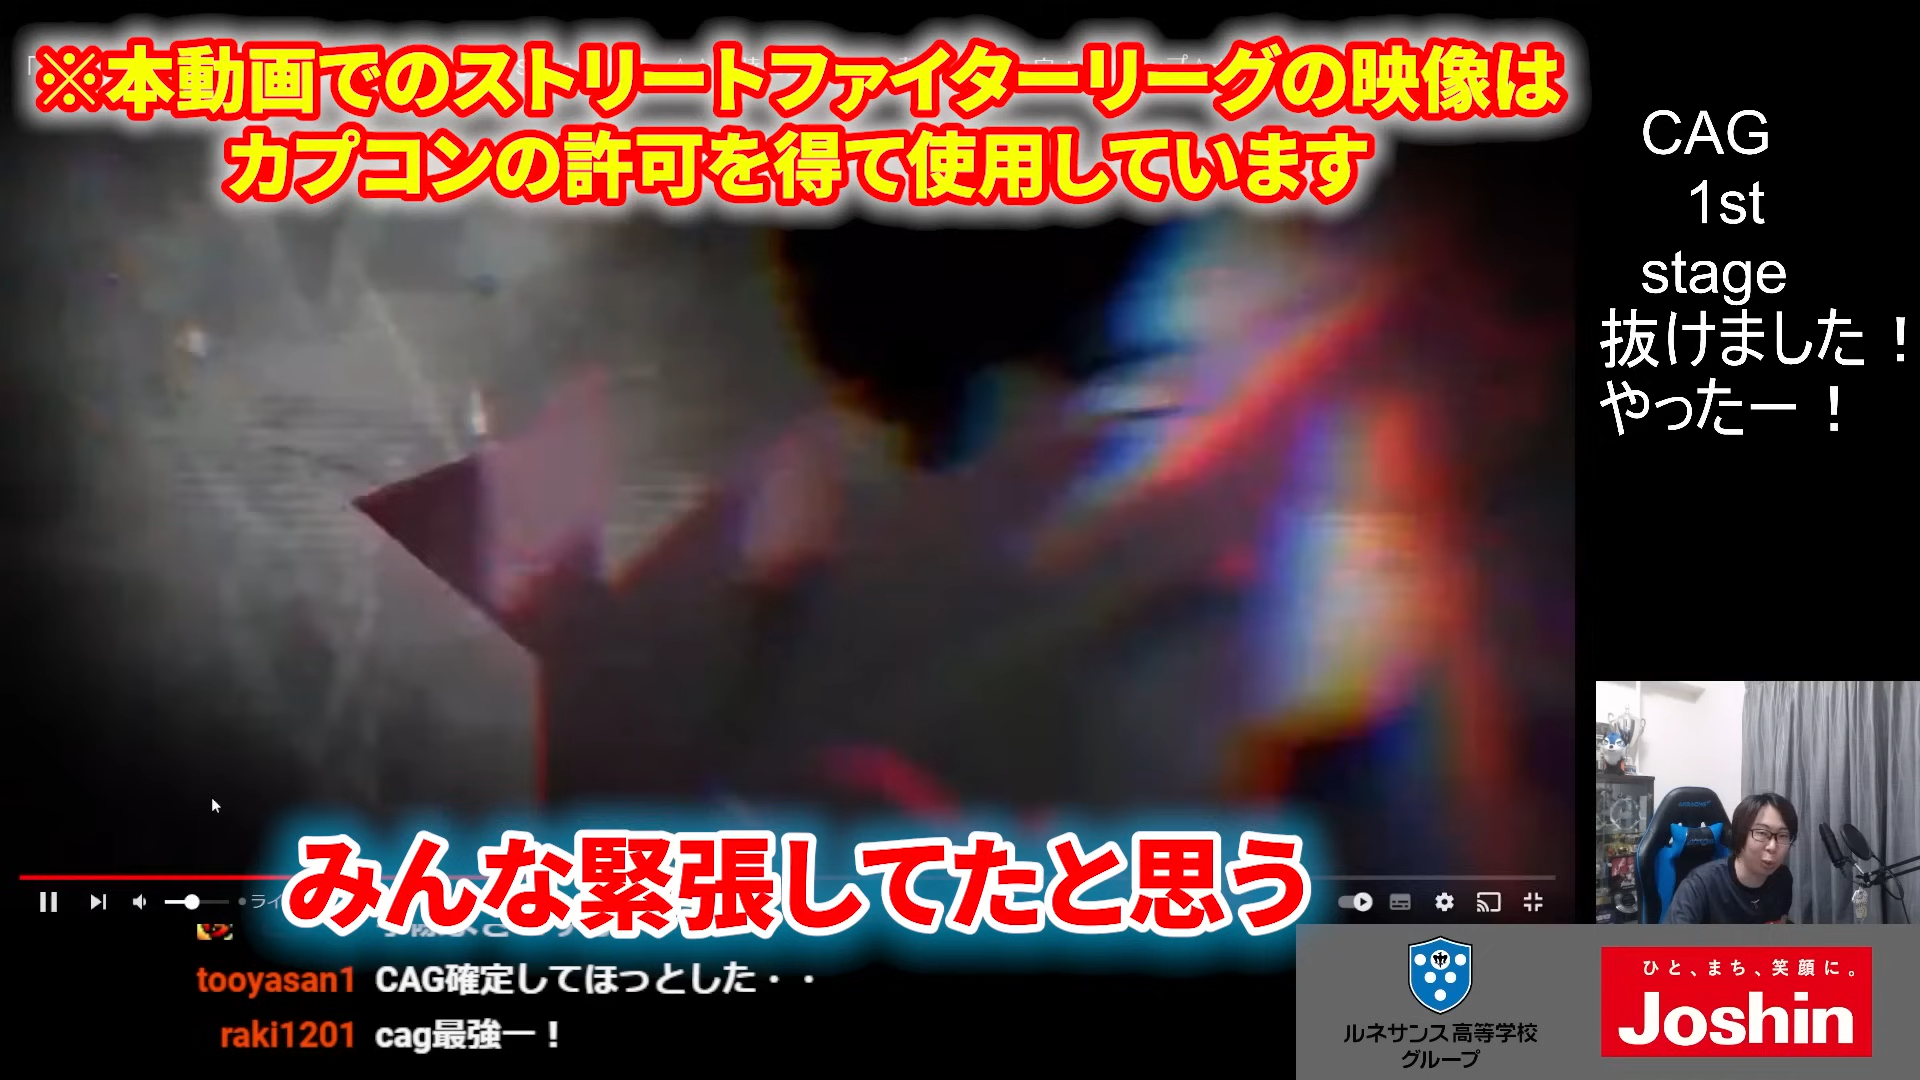 ※本動画でのストリートファイターリーグの映像は
カプコンの許可を得て使用しています
CAG
1st
stage
抜けました！
やったー！
みんな緊張してたと思う
ライ
tooyasan1 CAG確定してほっとした・・
raki1201 cag最強ー！
ルネサンス高等学校
グループ
ひと、まち、笑顔に。
Joshin